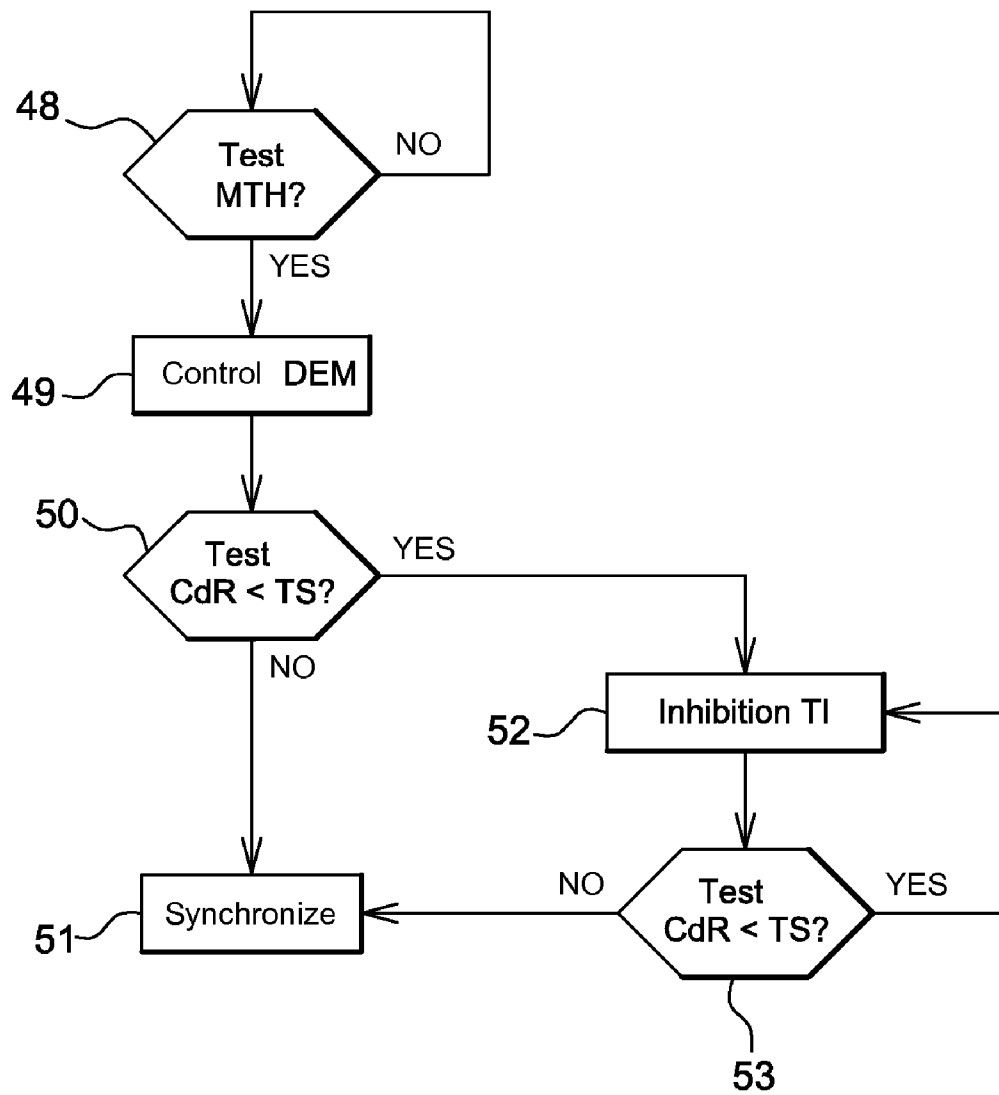 48
Test
MTH?
NO
YES
49
Control DEM
50
Test
CdR < TS?
YES
NO
52
Inhibition TI
51
Synchronize
NO
Test
CdR < TS?
YES
53